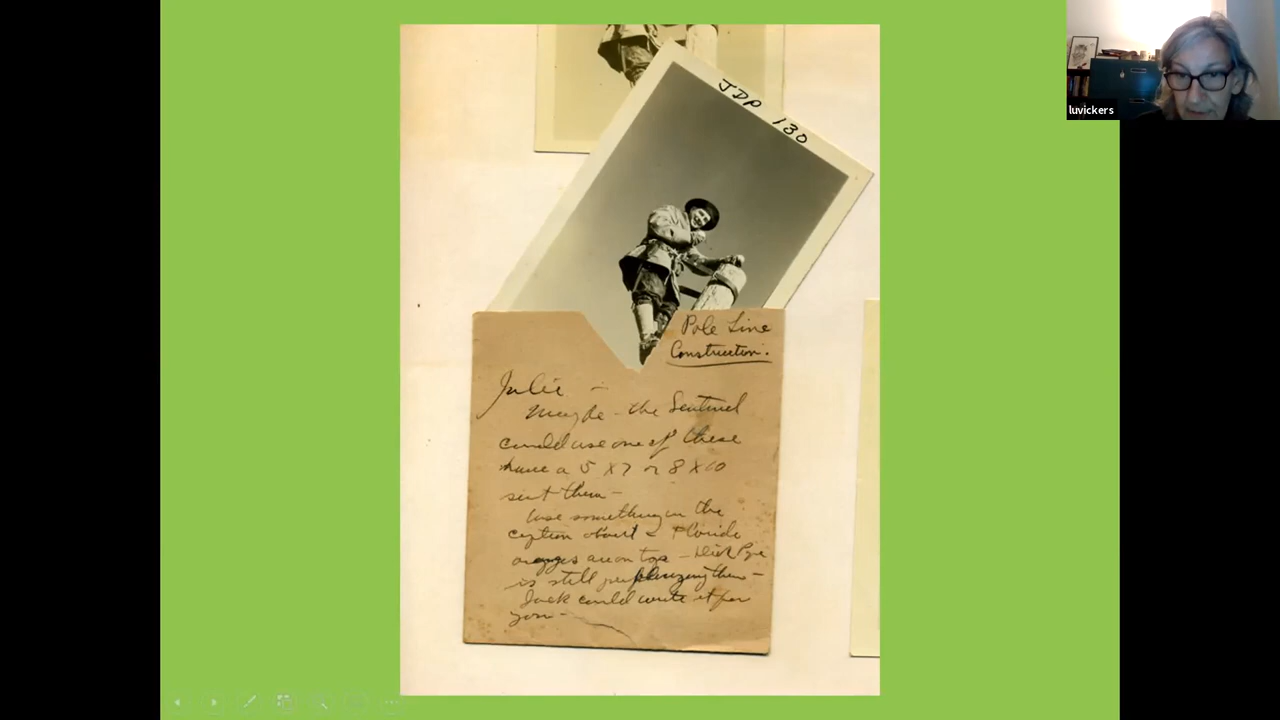 luvickers
JDP 130
Pole Line
Construction.
Julie –
Maybe – the Sentinel
could use one of these
have a 5 X 7 or 8 X 10
sent them –
Use something in the
caption about Florida
oranges are on top – Dick Pope
is still
Jack could write it for
you –